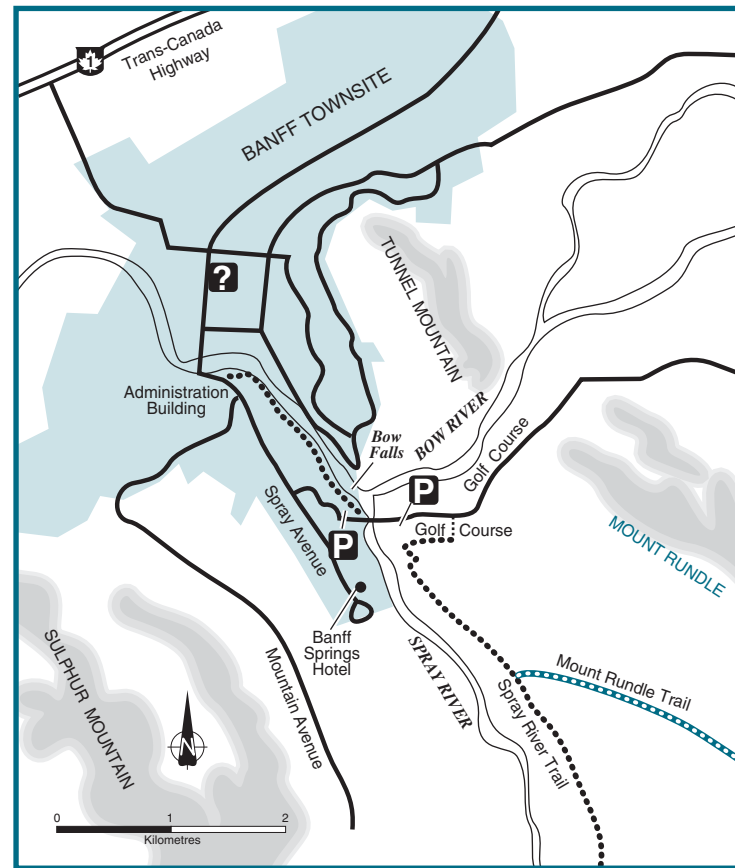 1
Trans-Canada
Highway
BANFF TOWNSITE
?
TUNNEL MOUNTAIN
Administration
Building
Bow
Falls
BOW RIVER
Golf Course
P
Spray Avenue
Golf Course
P
MOUNT RUNDLE
Banff
Springs
Hotel
SULPHUR MOUNTAIN
Mountain Avenue
SPRAY RIVER
Mount Rundle Trail
Spray River Trail
N
0 1 2
Kilometres